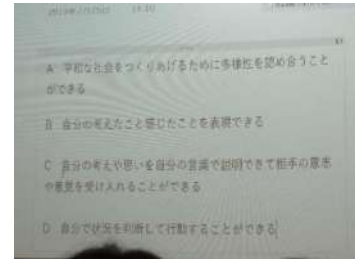 A 平和な社会をつくりあげるために多様性を認め合うこと
ができる
B 自分の考えたこと感じたことを表現できる
C 自分の考えや思いを自分の言葉で説明できて相手の意志
や意見を受け入れることができる
D 自分で状況を判断して行動することができる